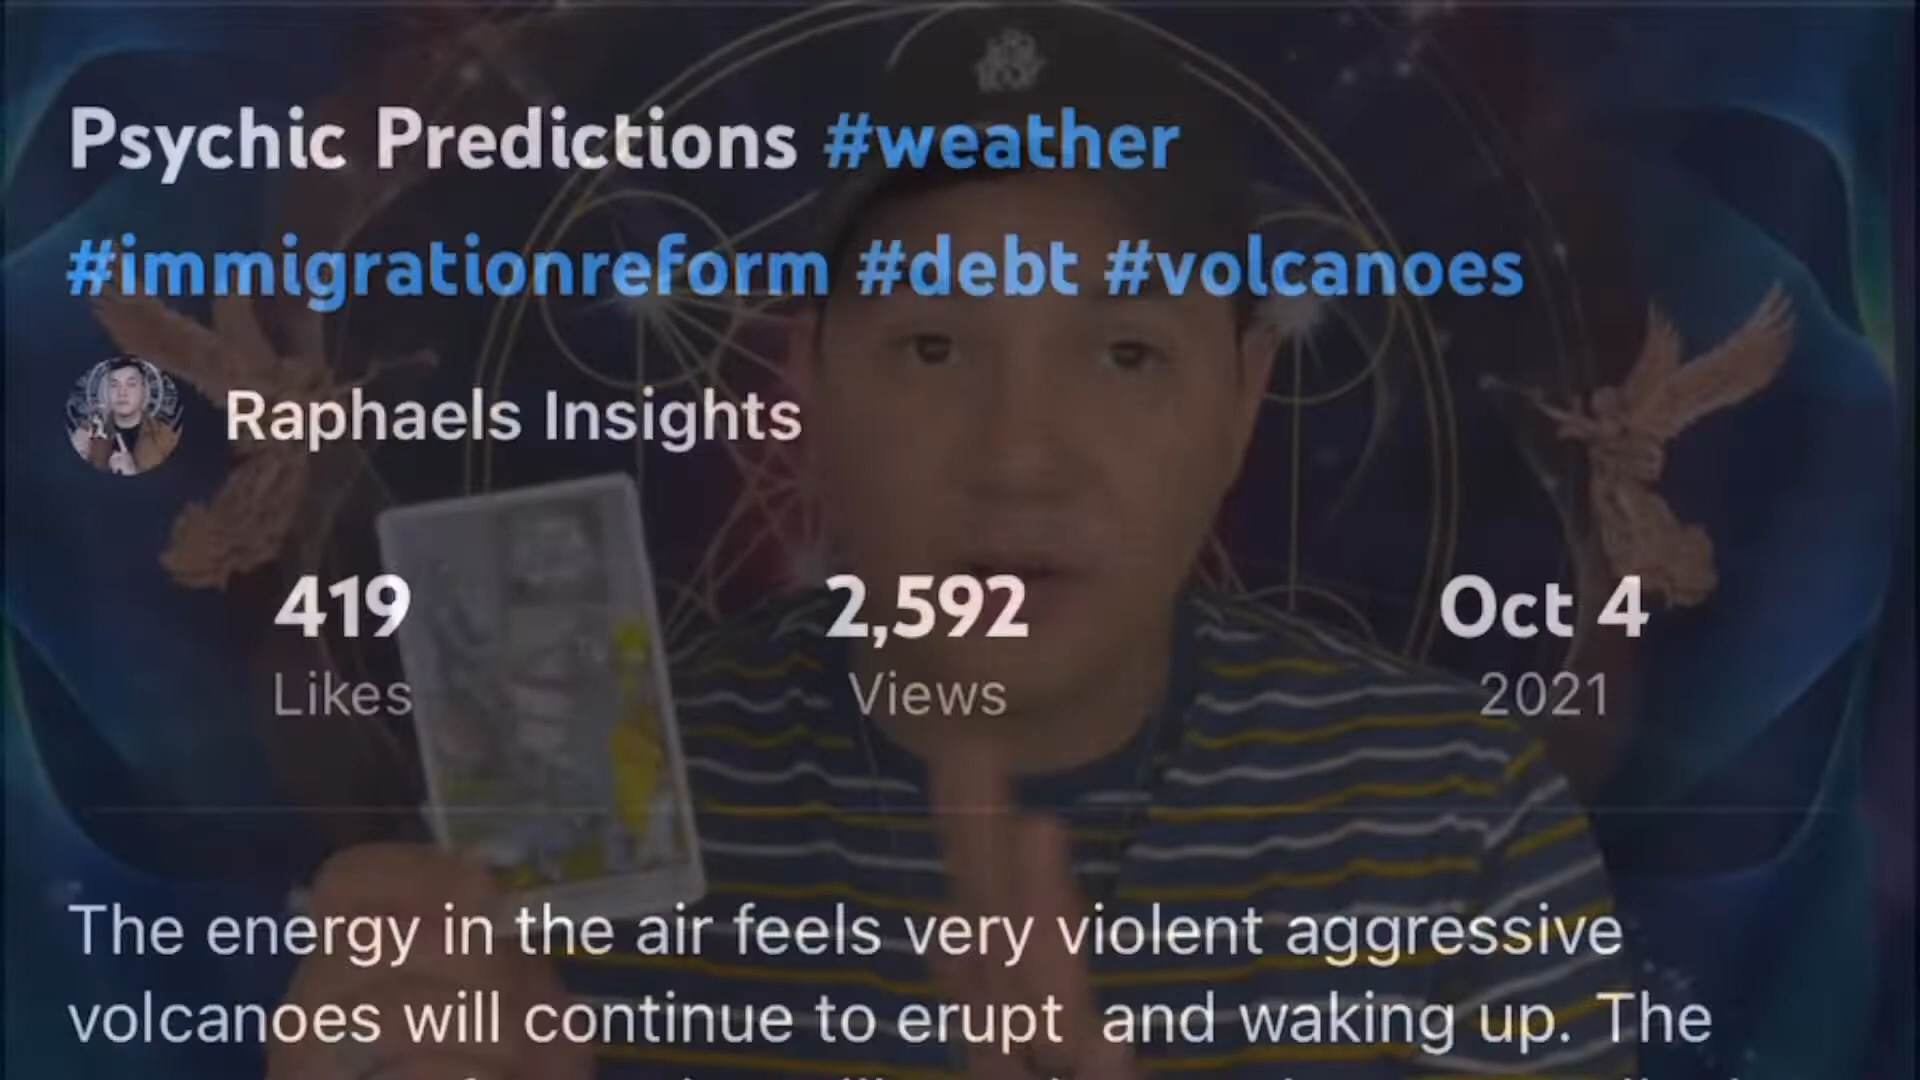 Psychic Predictions #weather
#immigrationreform #debt #volcanoes
Raphaels Insights
419 2,592 Oct 4
Likes Views 2021
The energy in the air feels very violent aggressive
volcanoes will continue to erupt and waking up. The